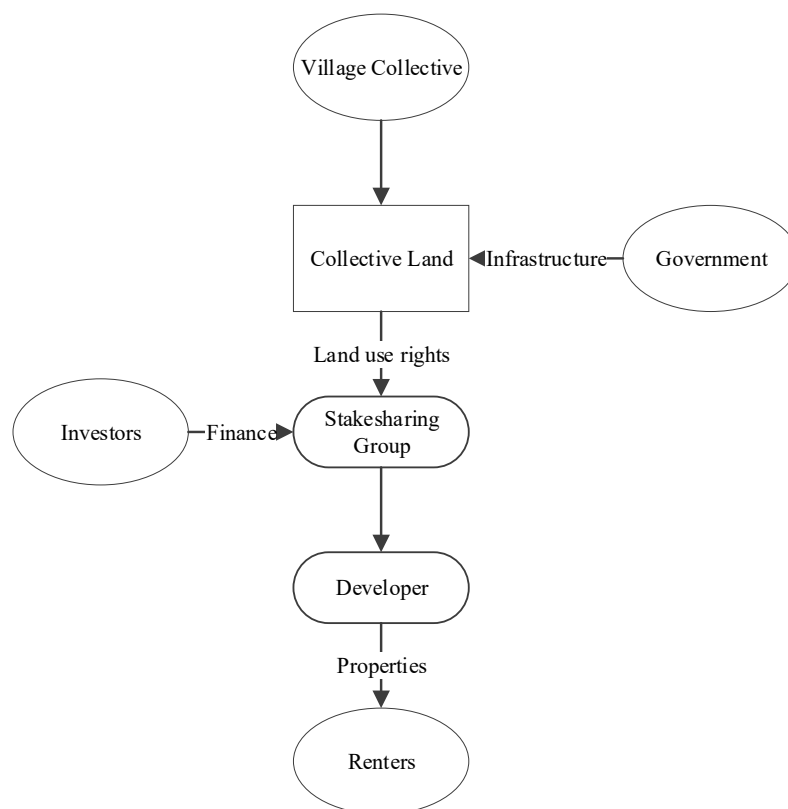 Village Collective
Collective Land
Infrastructure
Government
Land use rights
Investors
Finance
Stakesharing
Group
Developer
Properties
Renters